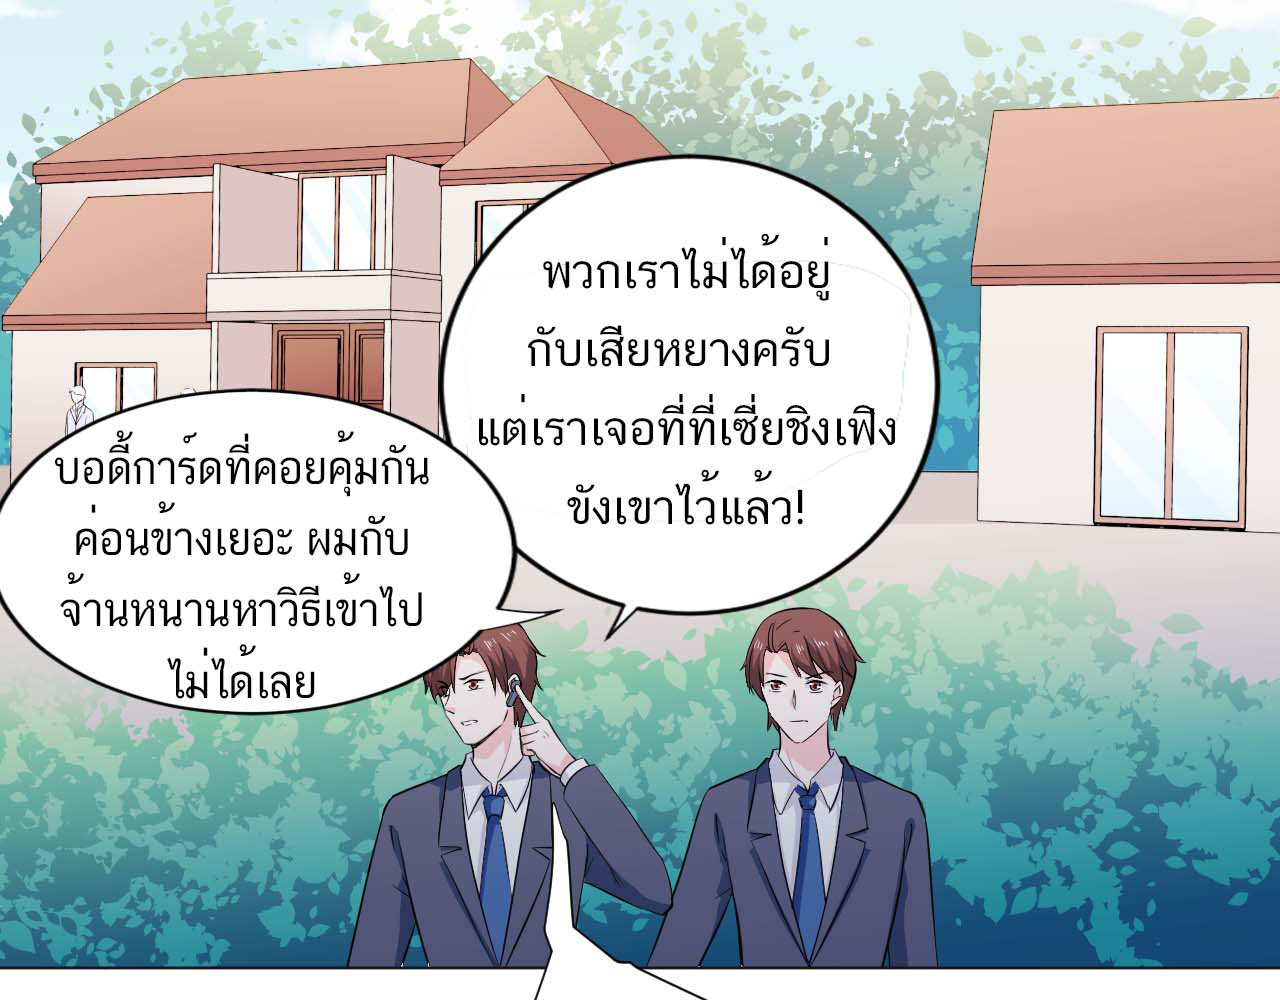 พวกเราไม่ได้อยู่
กับเสียหยางครับ
แต่เราเจอที่ที่เซี่ยชิงเฟิง
ขังเขาไว้แล้ว!
บอดี้การ์ดที่คอยคุ้มกัน
ค่อนข้างเยอะ ผมกับ
จ้านหนานหาวิธีเข้าไป
ไม่ได้เลย